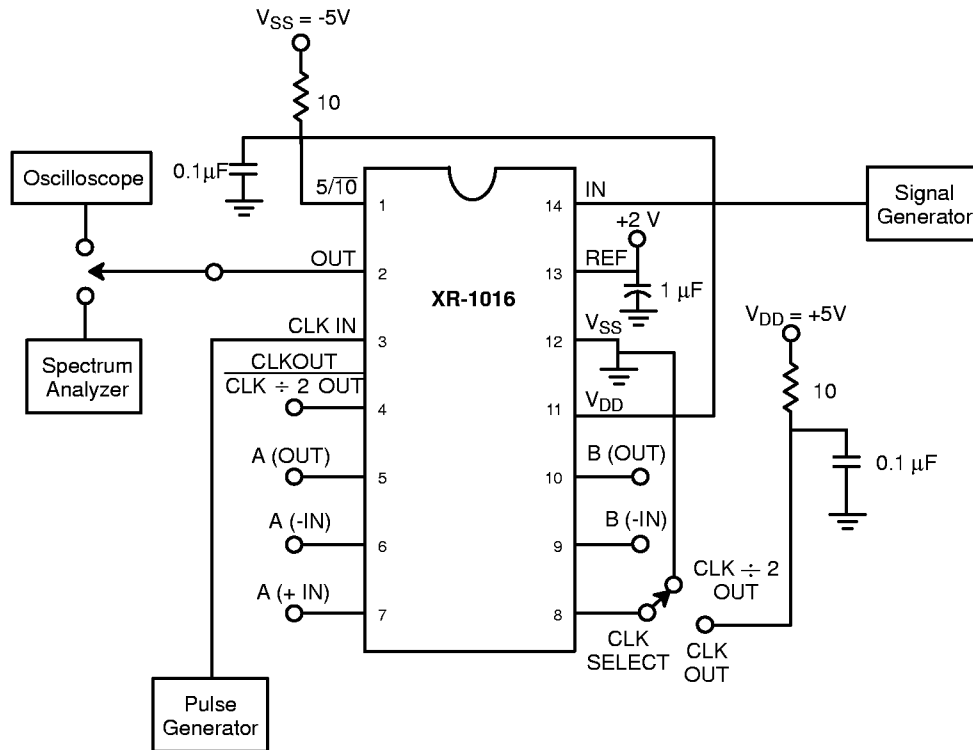 V_SS = -5V
10
0.1μF
Oscilloscope
5/1̅0̅
IN
Signal
Generator
1
14
+2 V
OUT
REF
2
13
XR-1016
1 μF
V_SS
V_DD = +5V
CLK IN
3
12
Spectrum
Analyzer
CLKOUT
CLK ÷ 2 OUT
V_DD
10
4
11
A (OUT)
B (OUT)
0.1 μF
5
10
A (-IN)
B (-IN)
6
9
CLK ÷ 2
OUT
A (+ IN)
7
8
CLK
SELECT
CLK
OUT
Pulse
Generator